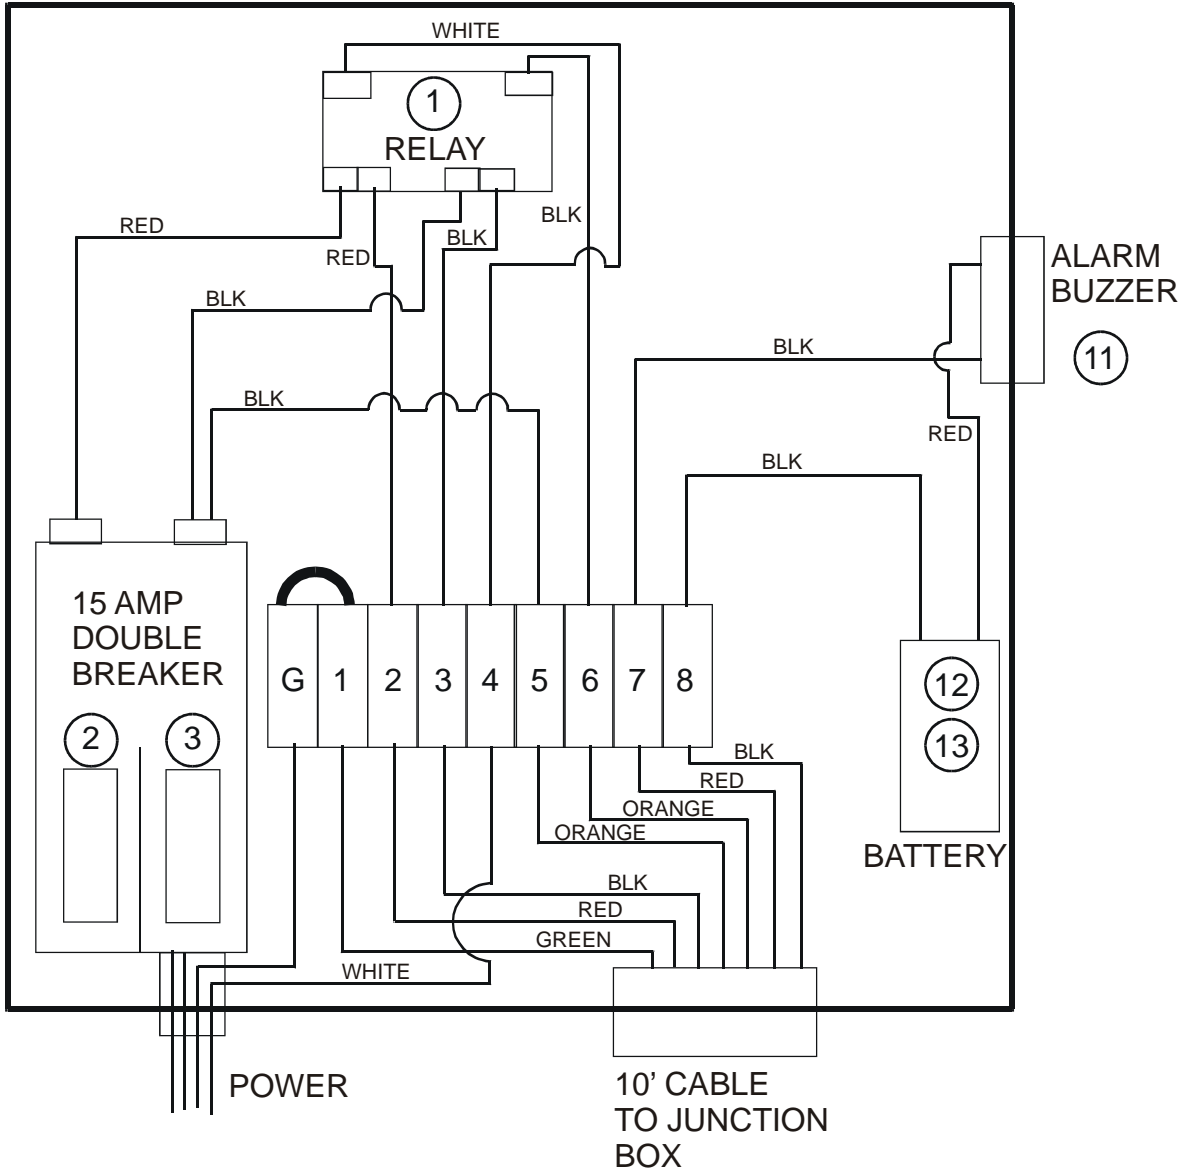 WHITE
1
RELAY
RED
BLK
RED
BLK
BLK
ALARM
BUZZER
11
BLK
BLK
RED
BLK
15 AMP
DOUBLE
BREAKER
2
3
G 1 2 3 4 5 6 7 8
12
13
BATTERY
BLK
RED
ORANGE
ORANGE
BLK
RED
GREEN
WHITE
POWER
10’ CABLE
TO JUNCTION
BOX